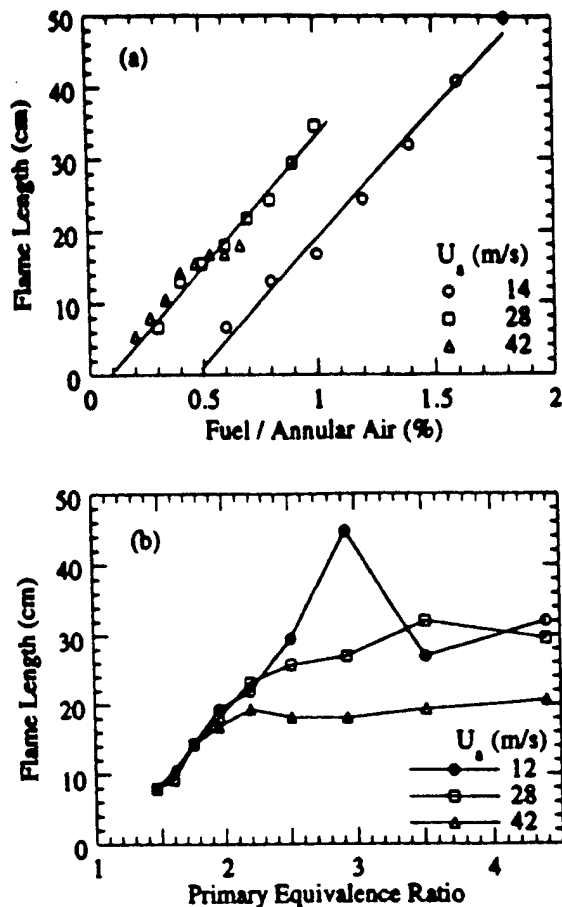 50
(a)
40
30
20
10
0
Flame Length (cm)
U_a (m/s)
14
28
42
0 0.5 1 1.5 2
Fuel / Annular Air (%)
50
(b)
40
30
20
10
0
Flame Length (cm)
U_a (m/s)
12
28
42
1 2 3 4
Primary Equivalence Ratio